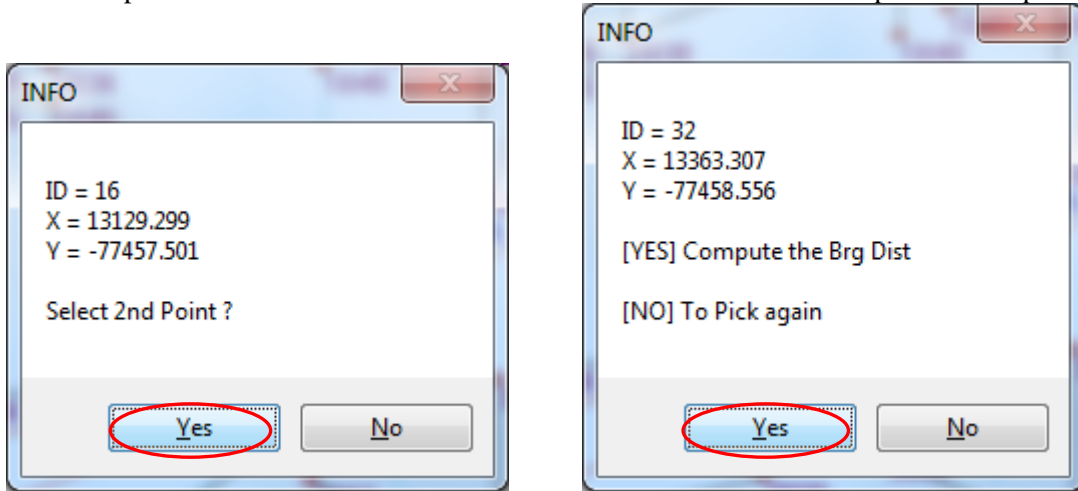 INFO
ID = 16
X = 13129.299
Y = -77457.501
Select 2nd Point ?
Yes
No
INFO
ID = 32
X = 13363.307
Y = -77458.556
[YES] Compute the Brg Dist
[NO] To Pick again
Yes
No